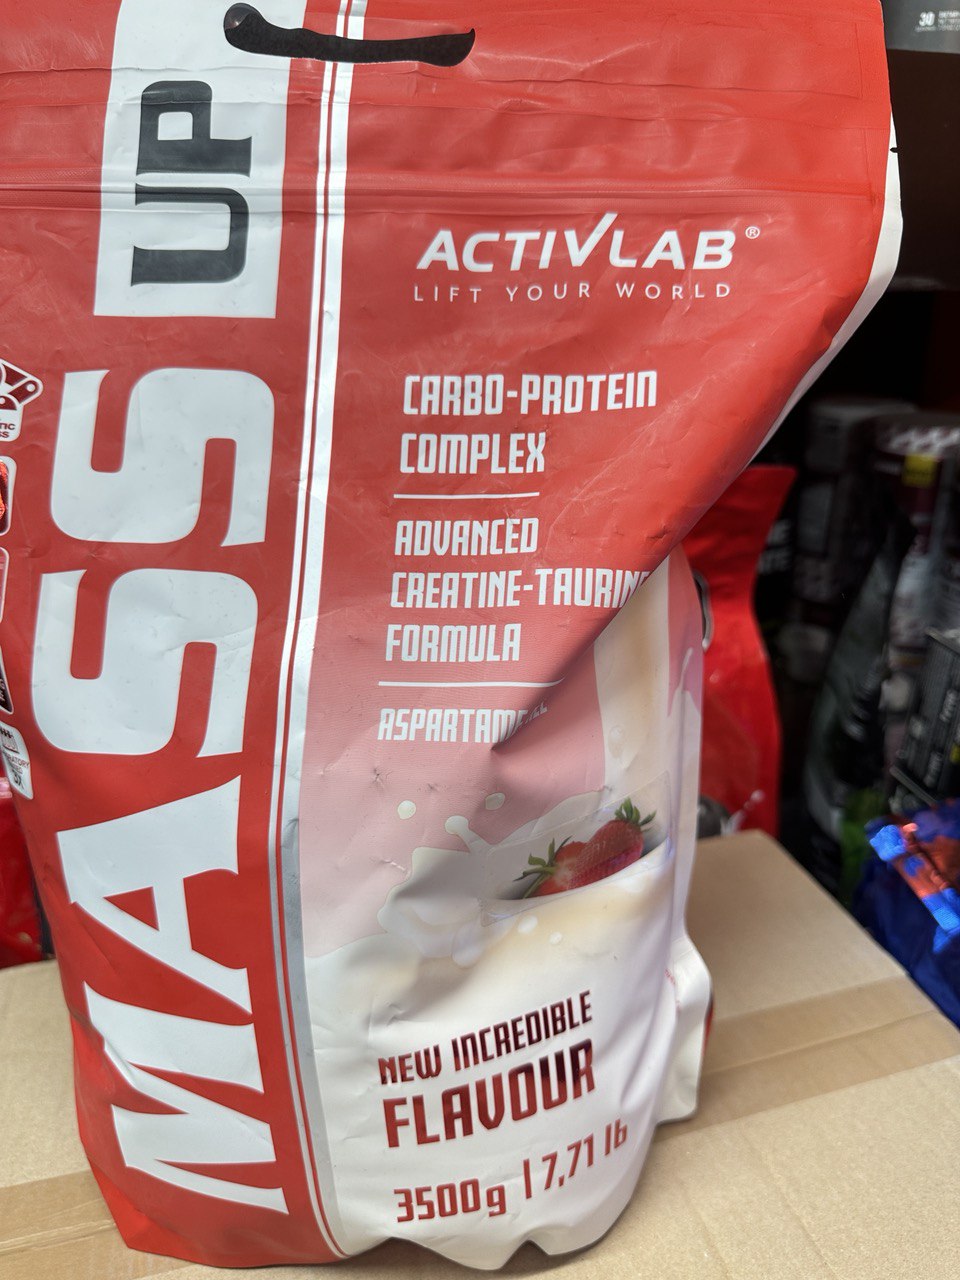 MASS UP
ACTIVLAB®
LIFT YOUR WORLD
CARBO-PROTEIN
COMPLEX
ADVANCED
CREATINE-TAURINE
FORMULA
NEW INCREDIBLE
FLAVOUR
3500g | 7,71 lb
30